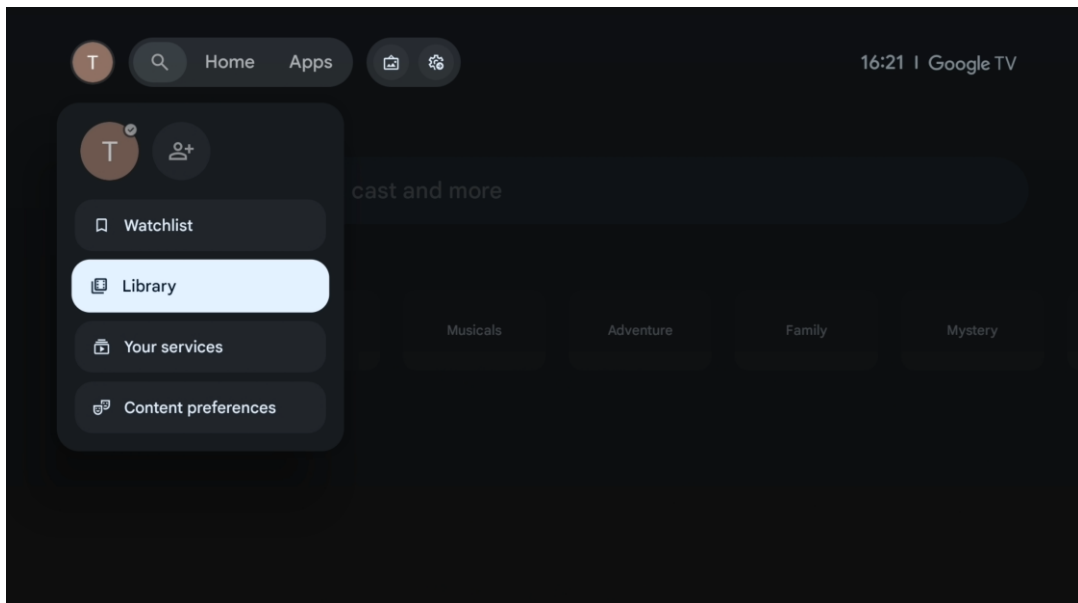 T
Home
Apps
16:21 | Google TV
T
cast and more
Watchlist
Library
Your services
Content preferences
Musicals
Adventure
Family
Mystery